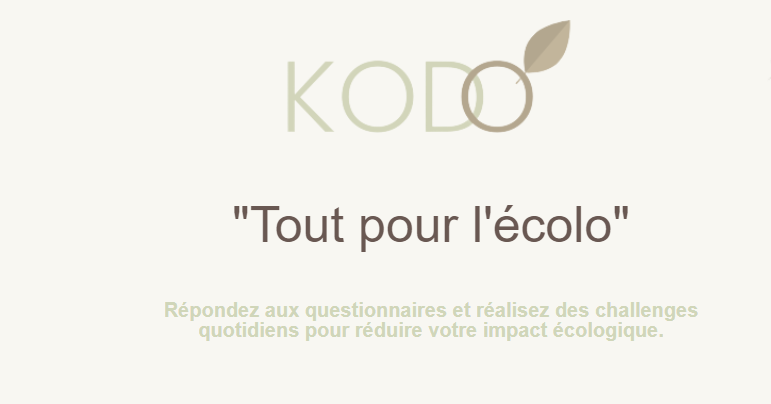 KODO
"Tout pour l'écolo"
Répondez aux questionnaires et réalisez des challenges
quotidiens pour réduire votre impact écologique.